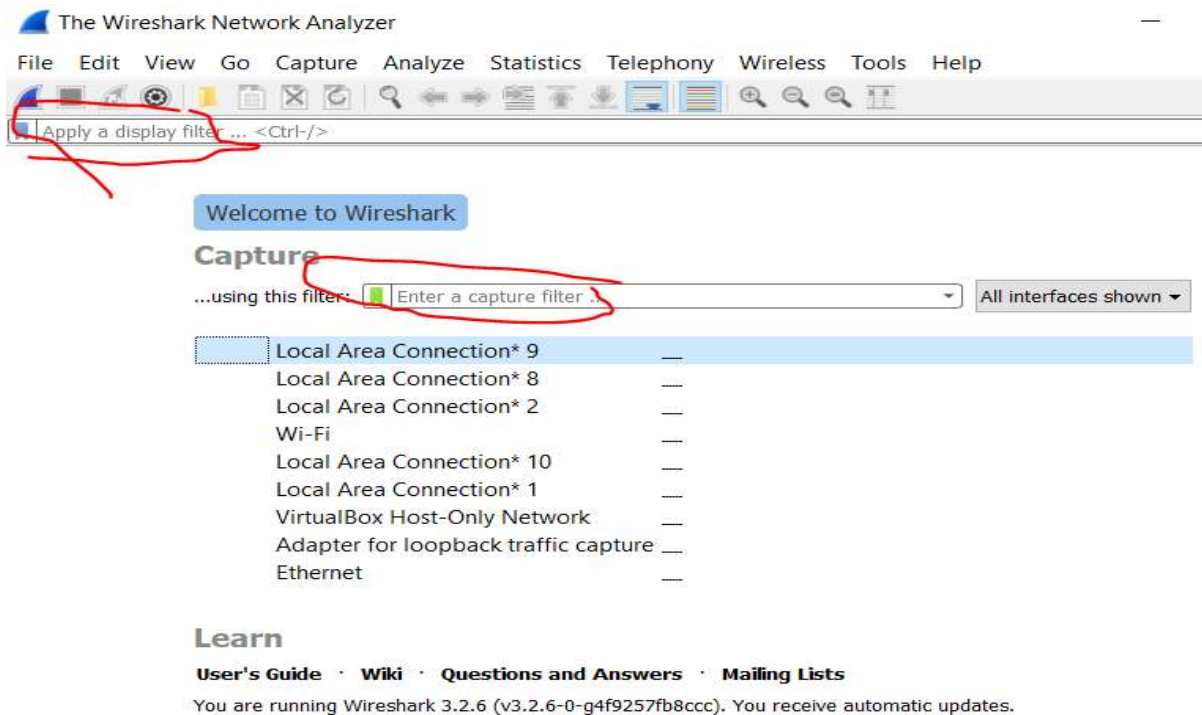 The Wireshark Network Analyzer
File Edit View Go Capture Analyze Statistics Telephony Wireless Tools Help
Apply a display filter ... <Ctrl-/>
Welcome to Wireshark
Capture
...using this filter: Enter a capture filter ... All interfaces shown
Local Area Connection* 9
Local Area Connection* 8
Local Area Connection* 2
Wi-Fi
Local Area Connection* 10
Local Area Connection* 1
VirtualBox Host-Only Network
Adapter for loopback traffic capture
Ethernet
Learn
User's Guide · Wiki · Questions and Answers · Mailing Lists
You are running Wireshark 3.2.6 (v3.2.6-0-g4f9257fb8ccc). You receive automatic updates.